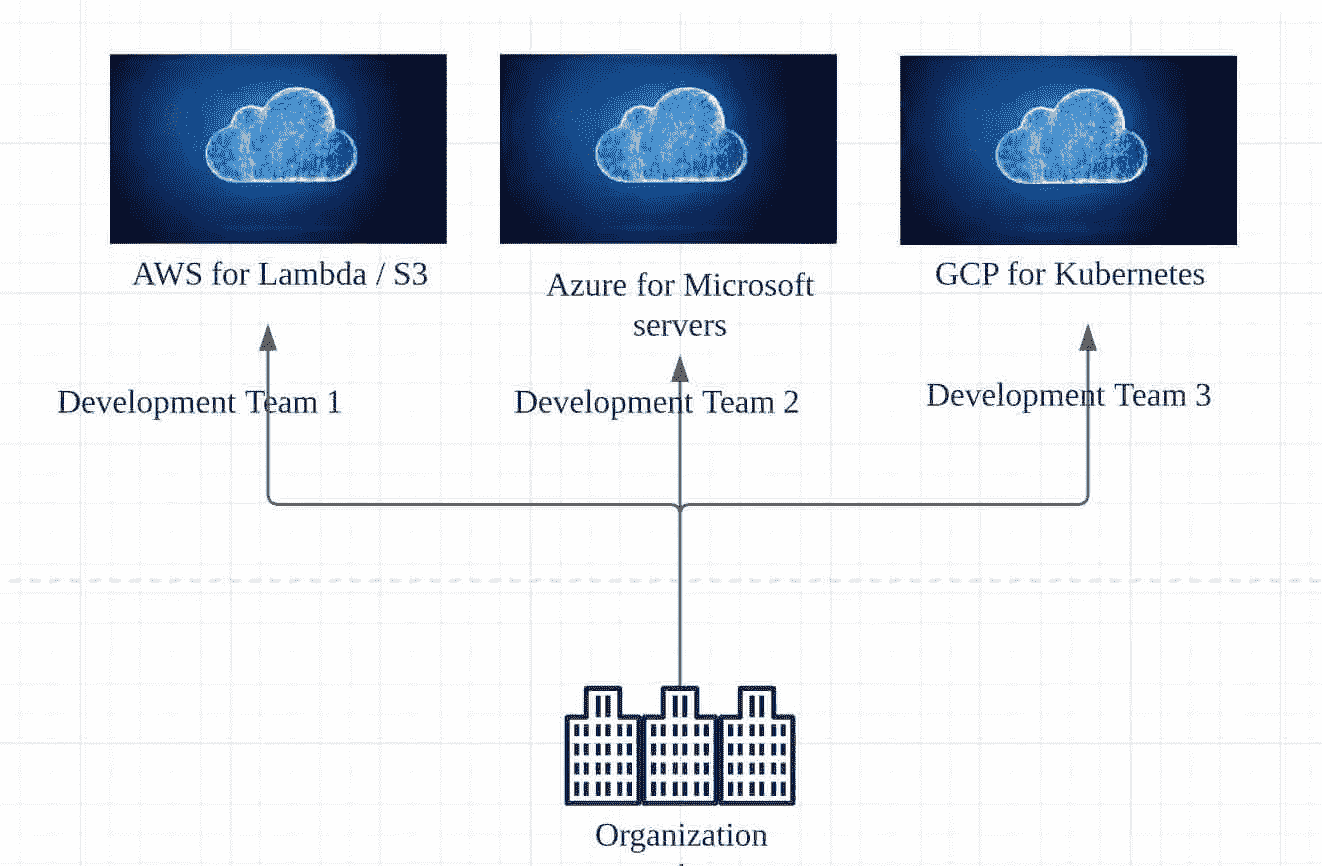 AWS for Lambda / S3
Azure for Microsoft
servers
GCP for Kubernetes
Development Team 1
Development Team 2
Development Team 3
Organization